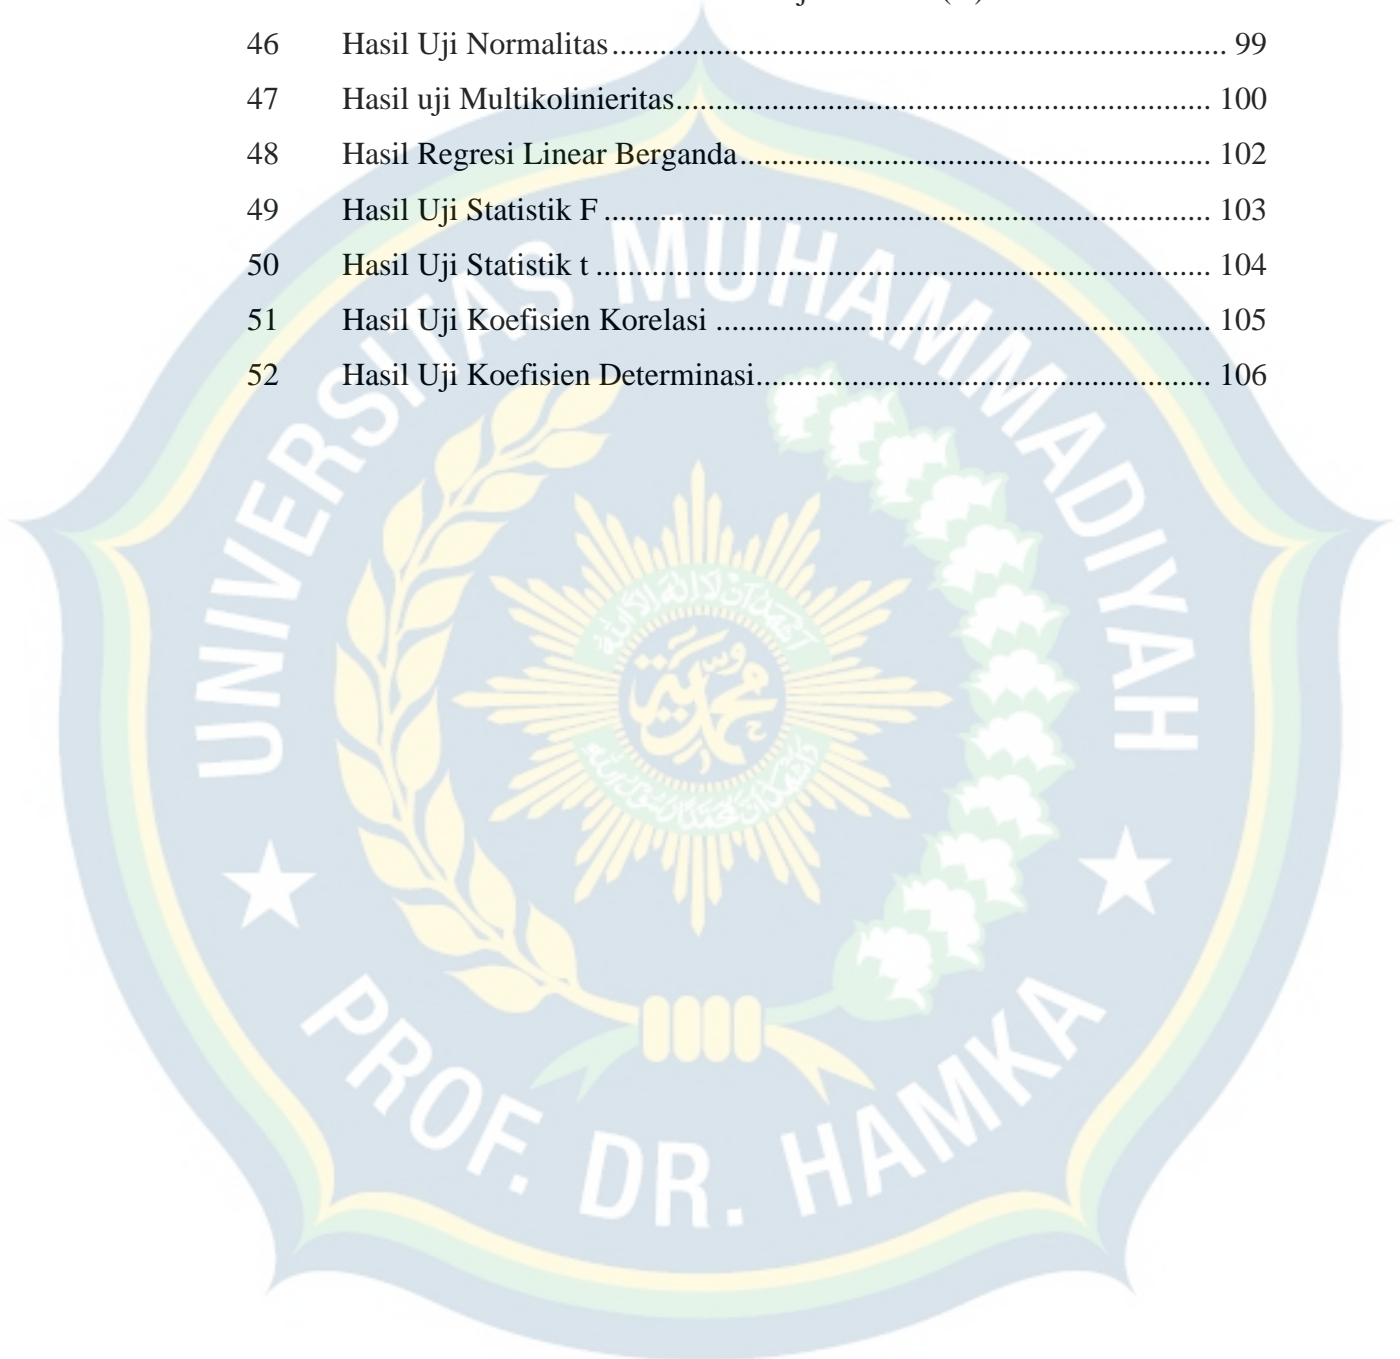 46 Hasil Uji Normalitas........................................................................... 99
47 Hasil uji Multikolinieritas................................................................. 100
48 Hasil Regresi Linear Berganda......................................................... 102
49 Hasil Uji Statistik F ......................................................................... 103
50 Hasil Uji Statistik t .......................................................................... 104
51 Hasil Uji Koefisien Korelasi ............................................................ 105
52 Hasil Uji Koefisien Determinasi....................................................... 106
UNIVERSITAS MUHAMMADIYAH
محمدية
PROF. DR. HAMKA